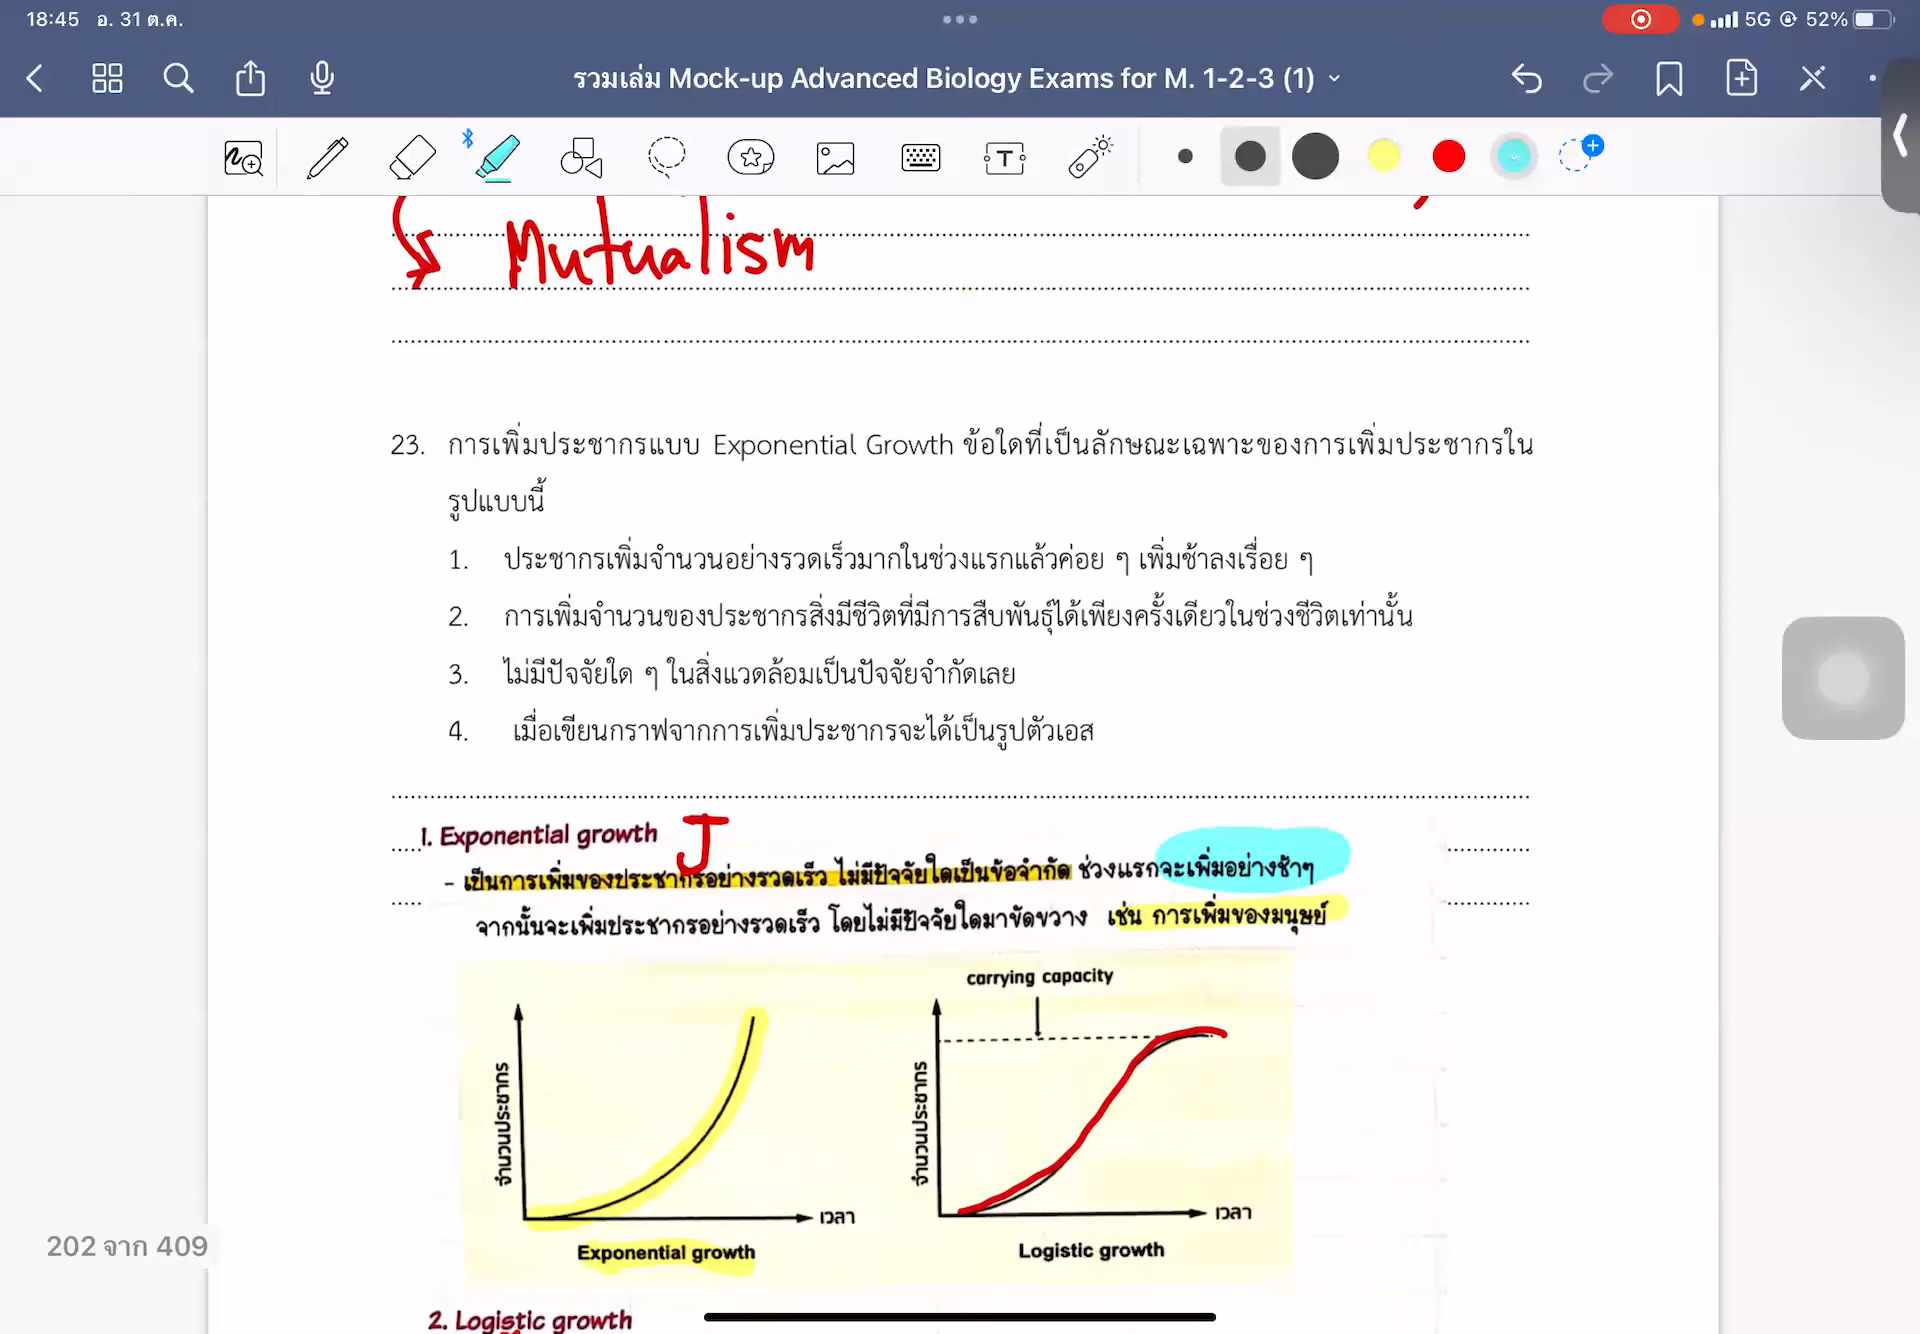 18:45 อ. 31 ต.ค.
5G 52%
รวมเล่ม Mock-up Advanced Biology Exams for M. 1-2-3 (1)
Mutualism
23. การเพิ่มประชากรแบบ Exponential Growth ข้อใดที่เป็นลักษณะเฉพาะของการเพิ่มประชากรใน
รูปแบบนี้
1. ประชากรเพิ่มจำนวนอย่างรวดเร็วมากในช่วงแรกแล้วค่อย ๆ เพิ่มช้าลงเรื่อย ๆ
2. การเพิ่มจำนวนของประชากรสิ่งมีชีวิตที่มีการสืบพันธุ์ได้เพียงครั้งเดียวในช่วงชีวิตเท่านั้น
3. ไม่มีปัจจัยใด ๆ ในสิ่งแวดล้อมเป็นปัจจัยจำกัดเลย
4. เมื่อเขียนกราฟจากการเพิ่มประชากรจะได้เป็นรูปตัวเอส
1. Exponential growth J
- เป็นการเพิ่มของประชากรอย่างรวดเร็ว ไม่มีปัจจัยใดเป็นข้อจำกัด ช่วงแรกจะเพิ่มอย่างช้าๆ
จากนั้นจะเพิ่มประชากรอย่างรวดเร็ว โดยไม่มีปัจจัยใดมาขัดขวาง เช่น การเพิ่มของมนุษย์
carrying capacity
จำนวนประชากร
เวลา
Exponential growth
จำนวนประชากร
เวลา
Logistic growth
202 จาก 409
2. Logistic growth